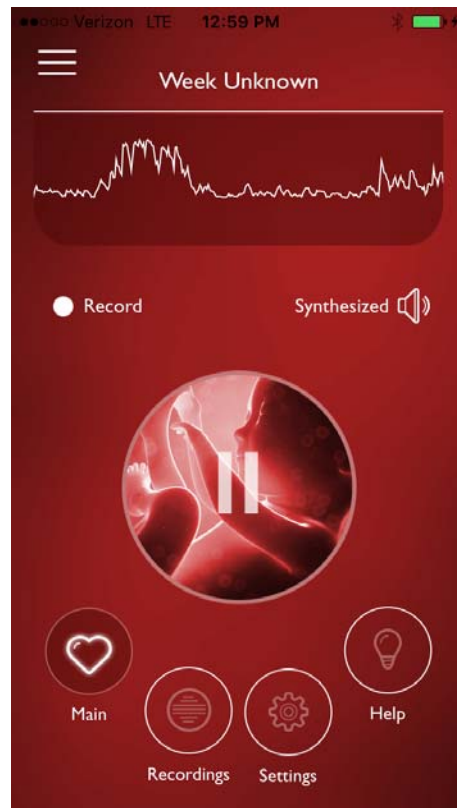 Verizon LTE 12:59 PM
Week Unknown
Record Synthesized
Main
Help
Recordings Settings